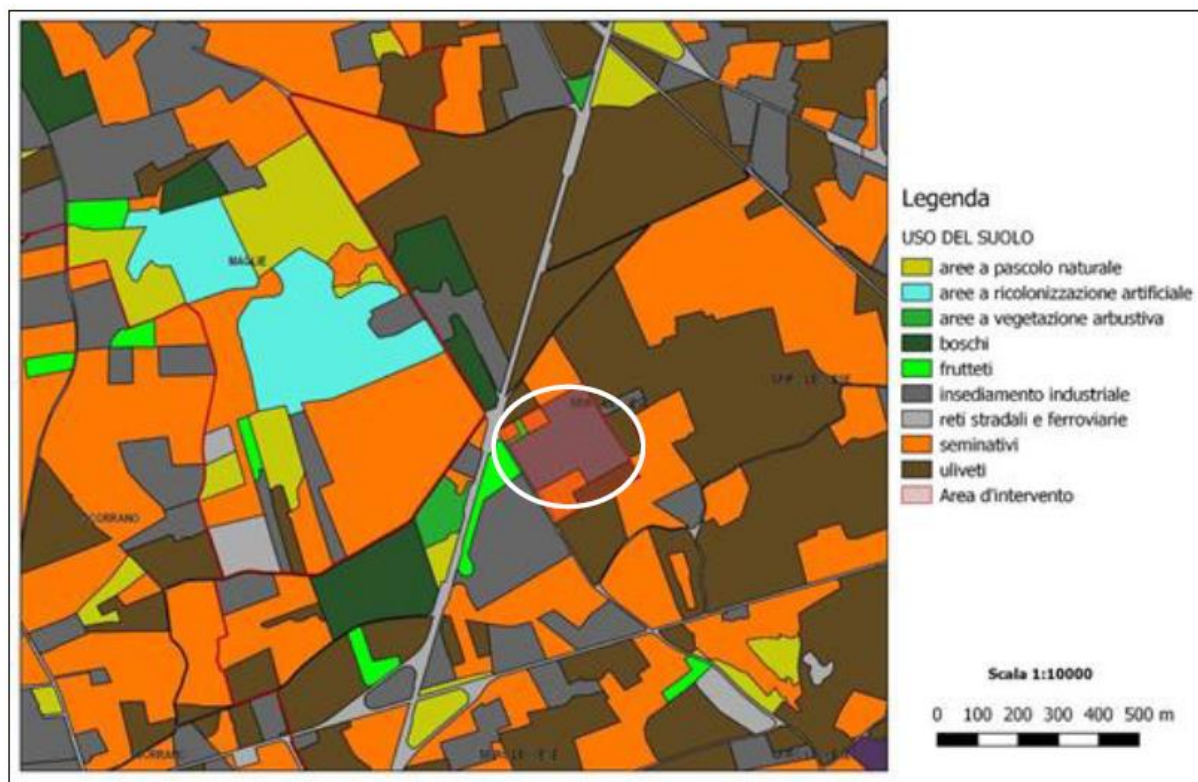 Legenda
USO DEL SUOLO
aree a pascolo naturale
aree a ricolonizzazione artificiale
aree a vegetazione arbustiva
boschi
frutteti
insediamento industriale
reti stradali e ferroviarie
seminativi
uliveti
Area d'intervento
MAGLIE
Scala 1:10000
0 100 200 300 400 500 m